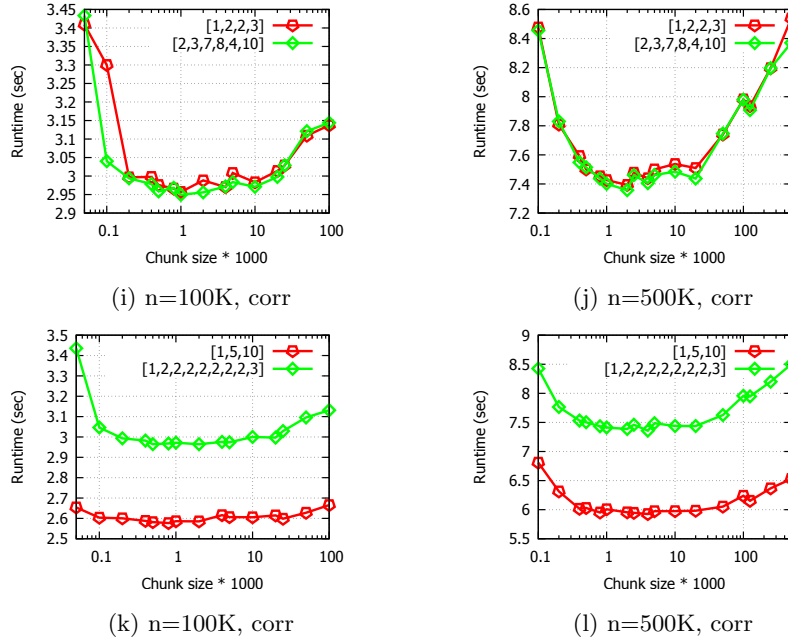 3.45
3.4
3.35
3.3
3.25
3.2
3.15
3.1
3.05
3
2.95
2.9
Runtime (sec)
[1,2,2,3]
[2,3,7,8,4,10]
0.1 1 10 100
Chunk size * 1000
(i) n=100K, corr
8.6
8.4
8.2
8
7.8
7.6
7.4
7.2
Runtime (sec)
[1,2,2,3]
[2,3,7,8,4,10]
0.1 1 10 100
Chunk size * 1000
(j) n=500K, corr
3.5
3.4
3.3
3.2
3.1
3
2.9
2.8
2.7
2.6
2.5
Runtime (sec)
[1,5,10]
[1,2,2,2,2,2,2,2,2,3]
0.1 1 10 100
Chunk size * 1000
(k) n=100K, corr
9
8.5
8
7.5
7
6.5
6
5.5
Runtime (sec)
[1,5,10]
[1,2,2,2,2,2,2,2,2,3]
0.1 1 10 100
Chunk size * 1000
(l) n=500K, corr